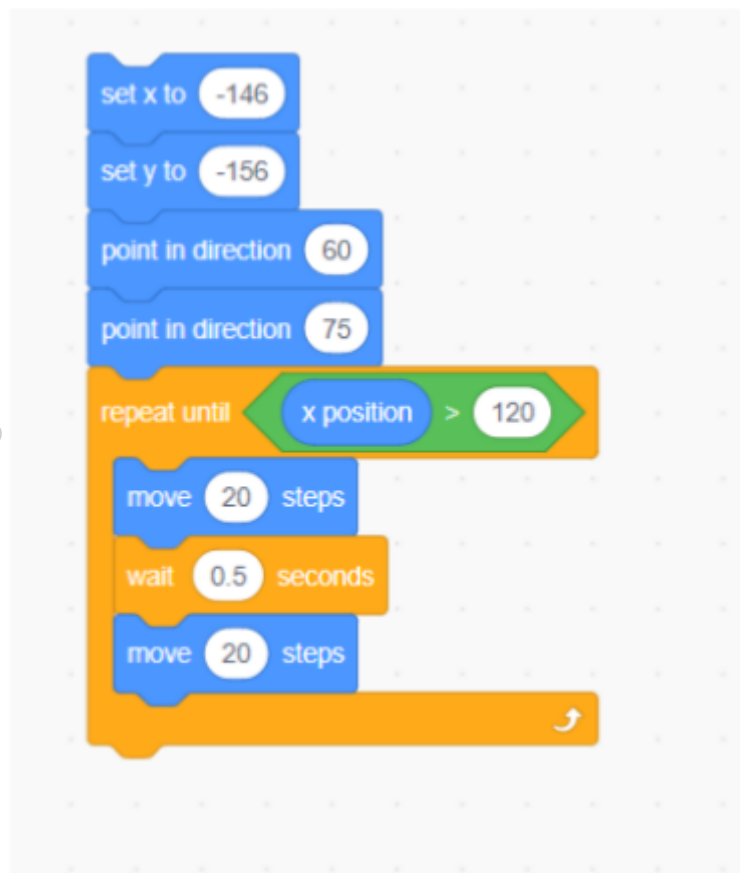 set x to -146
set y to -156
point in direction 60
point in direction 75
repeat until x position > 120
move 20 steps
wait 0.5 seconds
move 20 steps